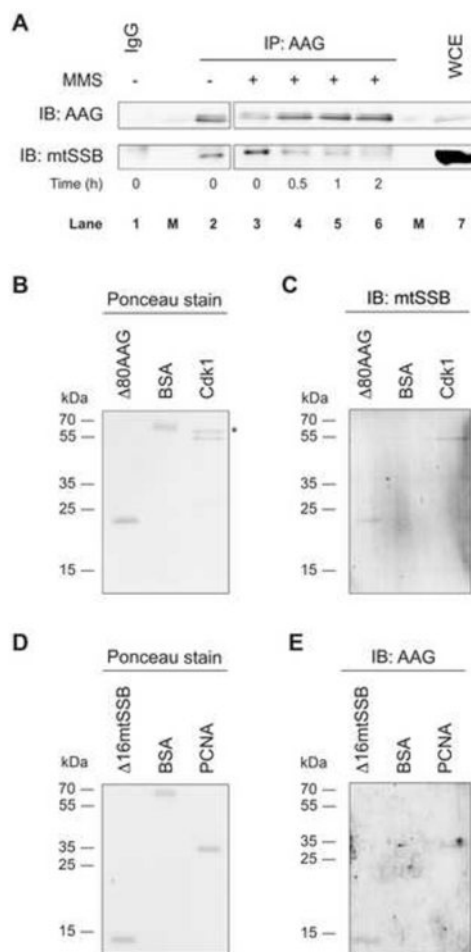 A
IgG
IP: AAG
WCE
MMS - - + + + +
IB: AAG
IB: mtSSB
Time (h) 0 0 0 0.5 1 2
Lane 1 M 2 3 4 5 6 M 7
B
Ponceau stain
Δ80AAG
BSA
Cdk1
kDa
70
55
*
35
25
15
C
IB: mtSSB
Δ80AAG
BSA
Cdk1
kDa
70
55
35
25
15
D
Ponceau stain
Δ16mtSSB
BSA
PCNA
kDa
70
55
35
25
15
E
IB: AAG
Δ16mtSSB
BSA
PCNA
kDa
70
55
35
25
15